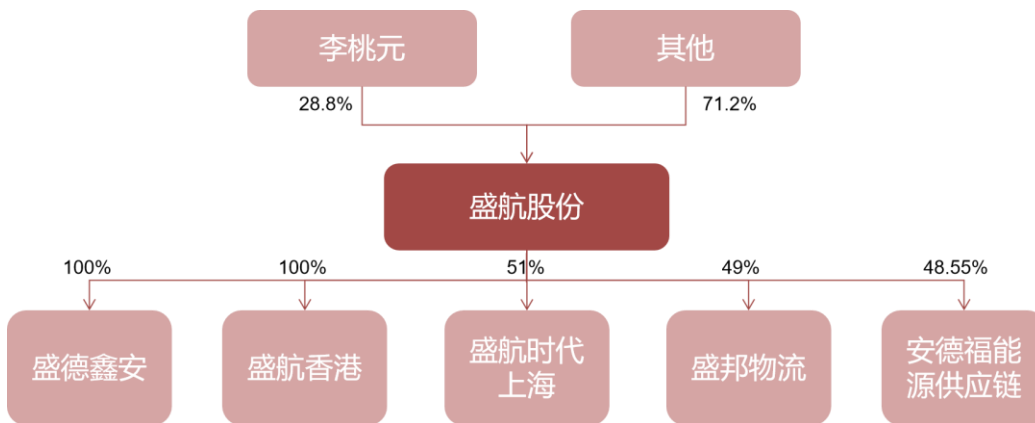 李桃元
其他
28.8%
71.2%
盛航股份
100%
100%
51%
49%
48.55%
盛德鑫安
盛航香港
盛航时代
上海
盛邦物流
安德福能
源供应链